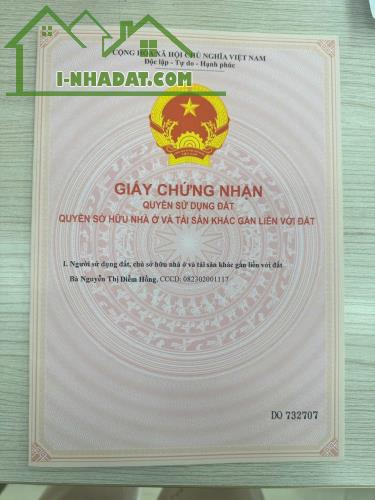 I-NHADAT.COM
CỘNG HÒA XÃ HỘI CHỦ NGHĨA VIỆT NAM
Độc lập - Tự do - Hạnh phúc
GIẤY CHỨNG NHẬN
QUYỀN SỬ DỤNG ĐẤT
QUYỀN SỞ HỮU NHÀ Ở VÀ TÀI SẢN KHÁC GẮN LIỀN VỚI ĐẤT
I. Người sử dụng đất, chủ sở hữu nhà ở và tài sản khác gắn liền với đất
Bà Nguyễn Thị Diễm Hồng, CCCD: 082302001117
DQ 732707